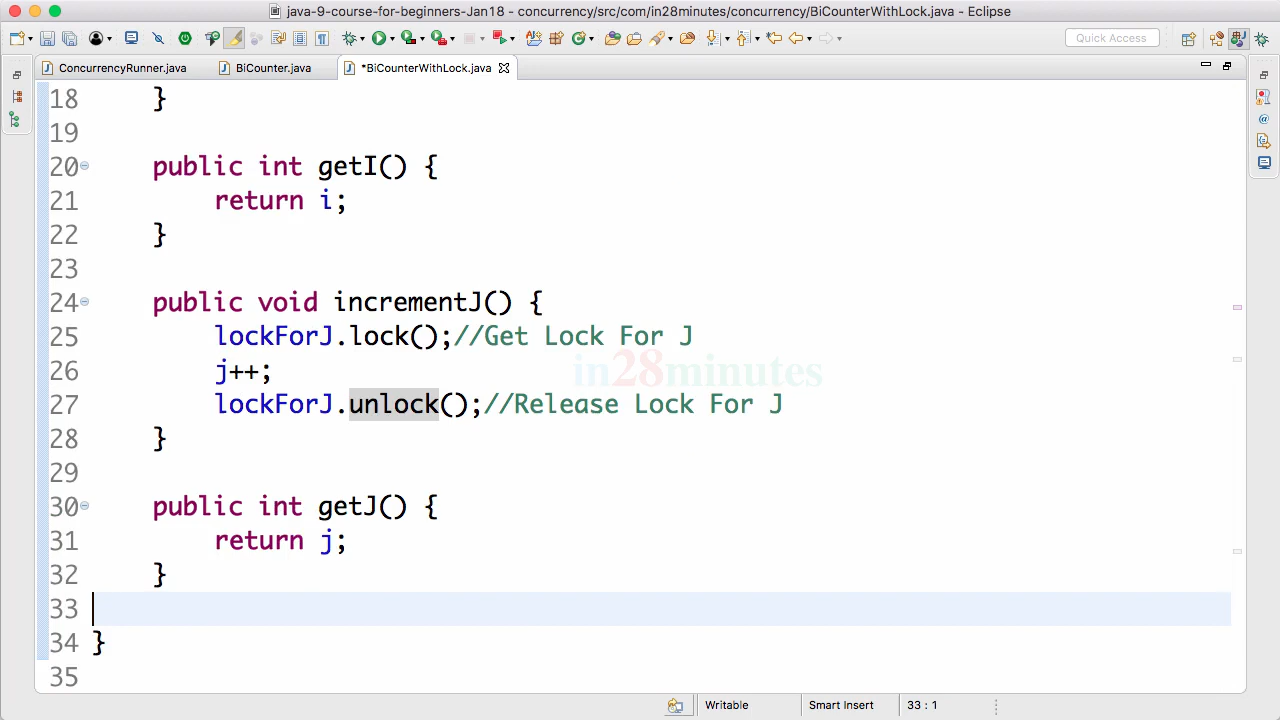 java-9-course-for-beginners-Jan18 - concurrency/src/com/in28minutes/concurrency/BiCounterWithLock.java - Eclipse
Quick Access
ConcurrencyRunner.java
BiCounter.java
*BiCounterWithLock.java
18 }
19
20 public int getI() {
21 return i;
22 }
23
24 public void incrementJ() {
25 lockForJ.lock();//Get Lock For J
26 j++;
in28minutes
27 lockForJ.unlock();//Release Lock For J
28 }
29
30 public int getJ() {
31 return j;
32 }
33
34 }
35
Writable
Smart Insert
33 : 1